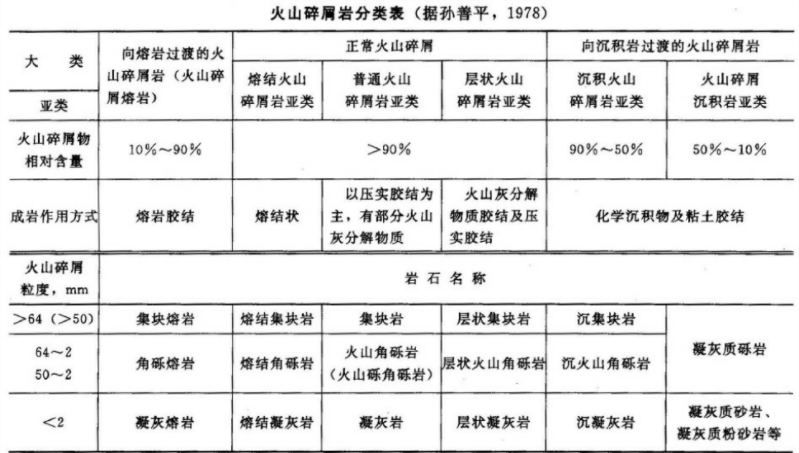 火山碎屑岩分类表（据孙善平，1978）
大　类　向熔岩过渡的火山碎屑岩（火山碎屑熔岩）　正常火山碎屑　向沉积岩过渡的火山碎屑岩
亚类　熔结火山碎屑岩亚类　普通火山碎屑岩亚类　层状火山碎屑岩亚类　沉积火山碎屑岩亚类　火山碎屑沉积岩亚类
火山碎屑物相对含量　10％～90％　>90％　90％～50％　50％～10％
成岩作用方式　熔岩胶结　熔结状　以压实胶结为主，有部分火山灰分解物质　火山灰分解物质胶结及压实胶结　化学沉积物及粘土胶结
火山碎屑粒度，mm　岩石名称
>64（>50）　集块熔岩　熔结集块岩　集块岩　层状集块岩　沉集块岩　凝灰质砾岩
64～2　50～2　角砾熔岩　熔结角砾岩　火山角砾岩（火山砾角砾岩）　层状火山角砾岩　沉火山角砾岩
<2　凝灰熔岩　熔结凝灰岩　凝灰岩　层状凝灰岩　沉凝灰岩　凝灰质砂岩、凝灰质粉砂岩等